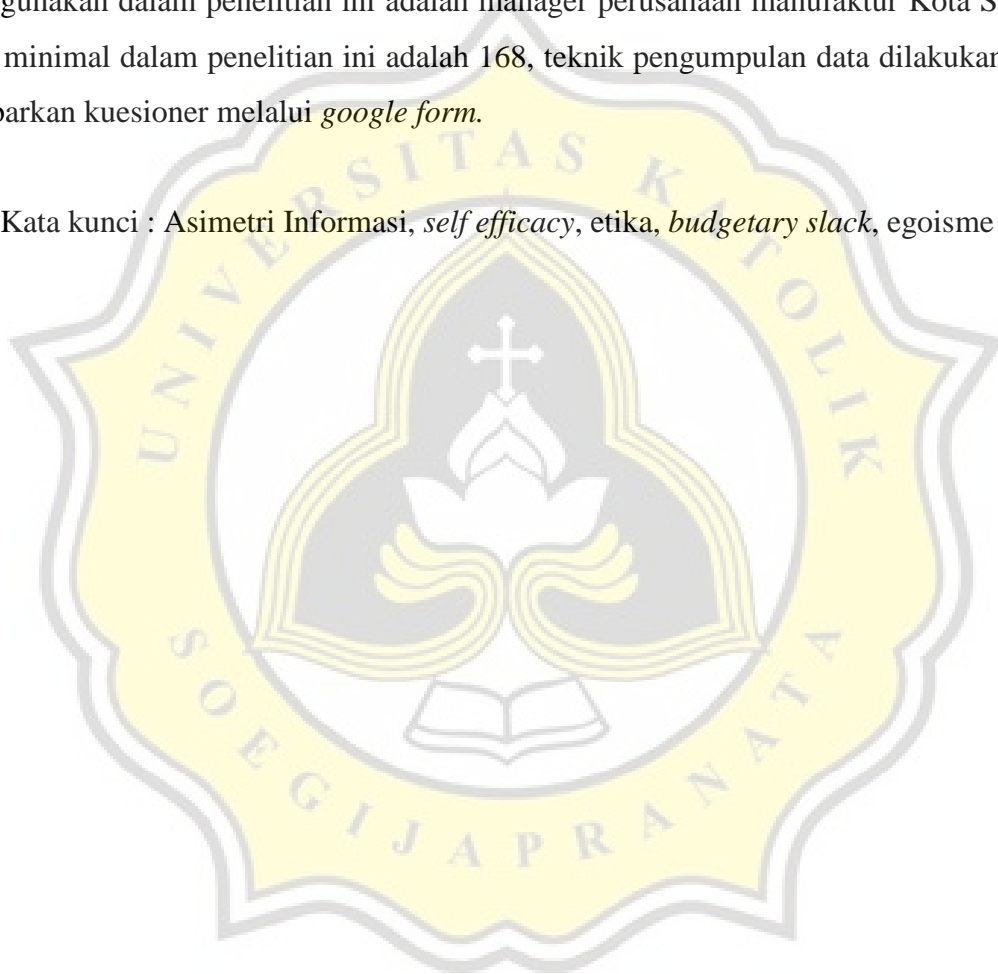 gunakan dalam penelitian ini adalah manager perusahaan manufaktur Kota S
minimal dalam penelitian ini adalah 168, teknik pengumpulan data dilakukan
barkan kuesioner melalui google form.
Kata kunci : Asimetri Informasi, self efficacy, etika, budgetary slack, egoisme
UNIVERSITAS KATOLIK
SOEGIJAPRANATA